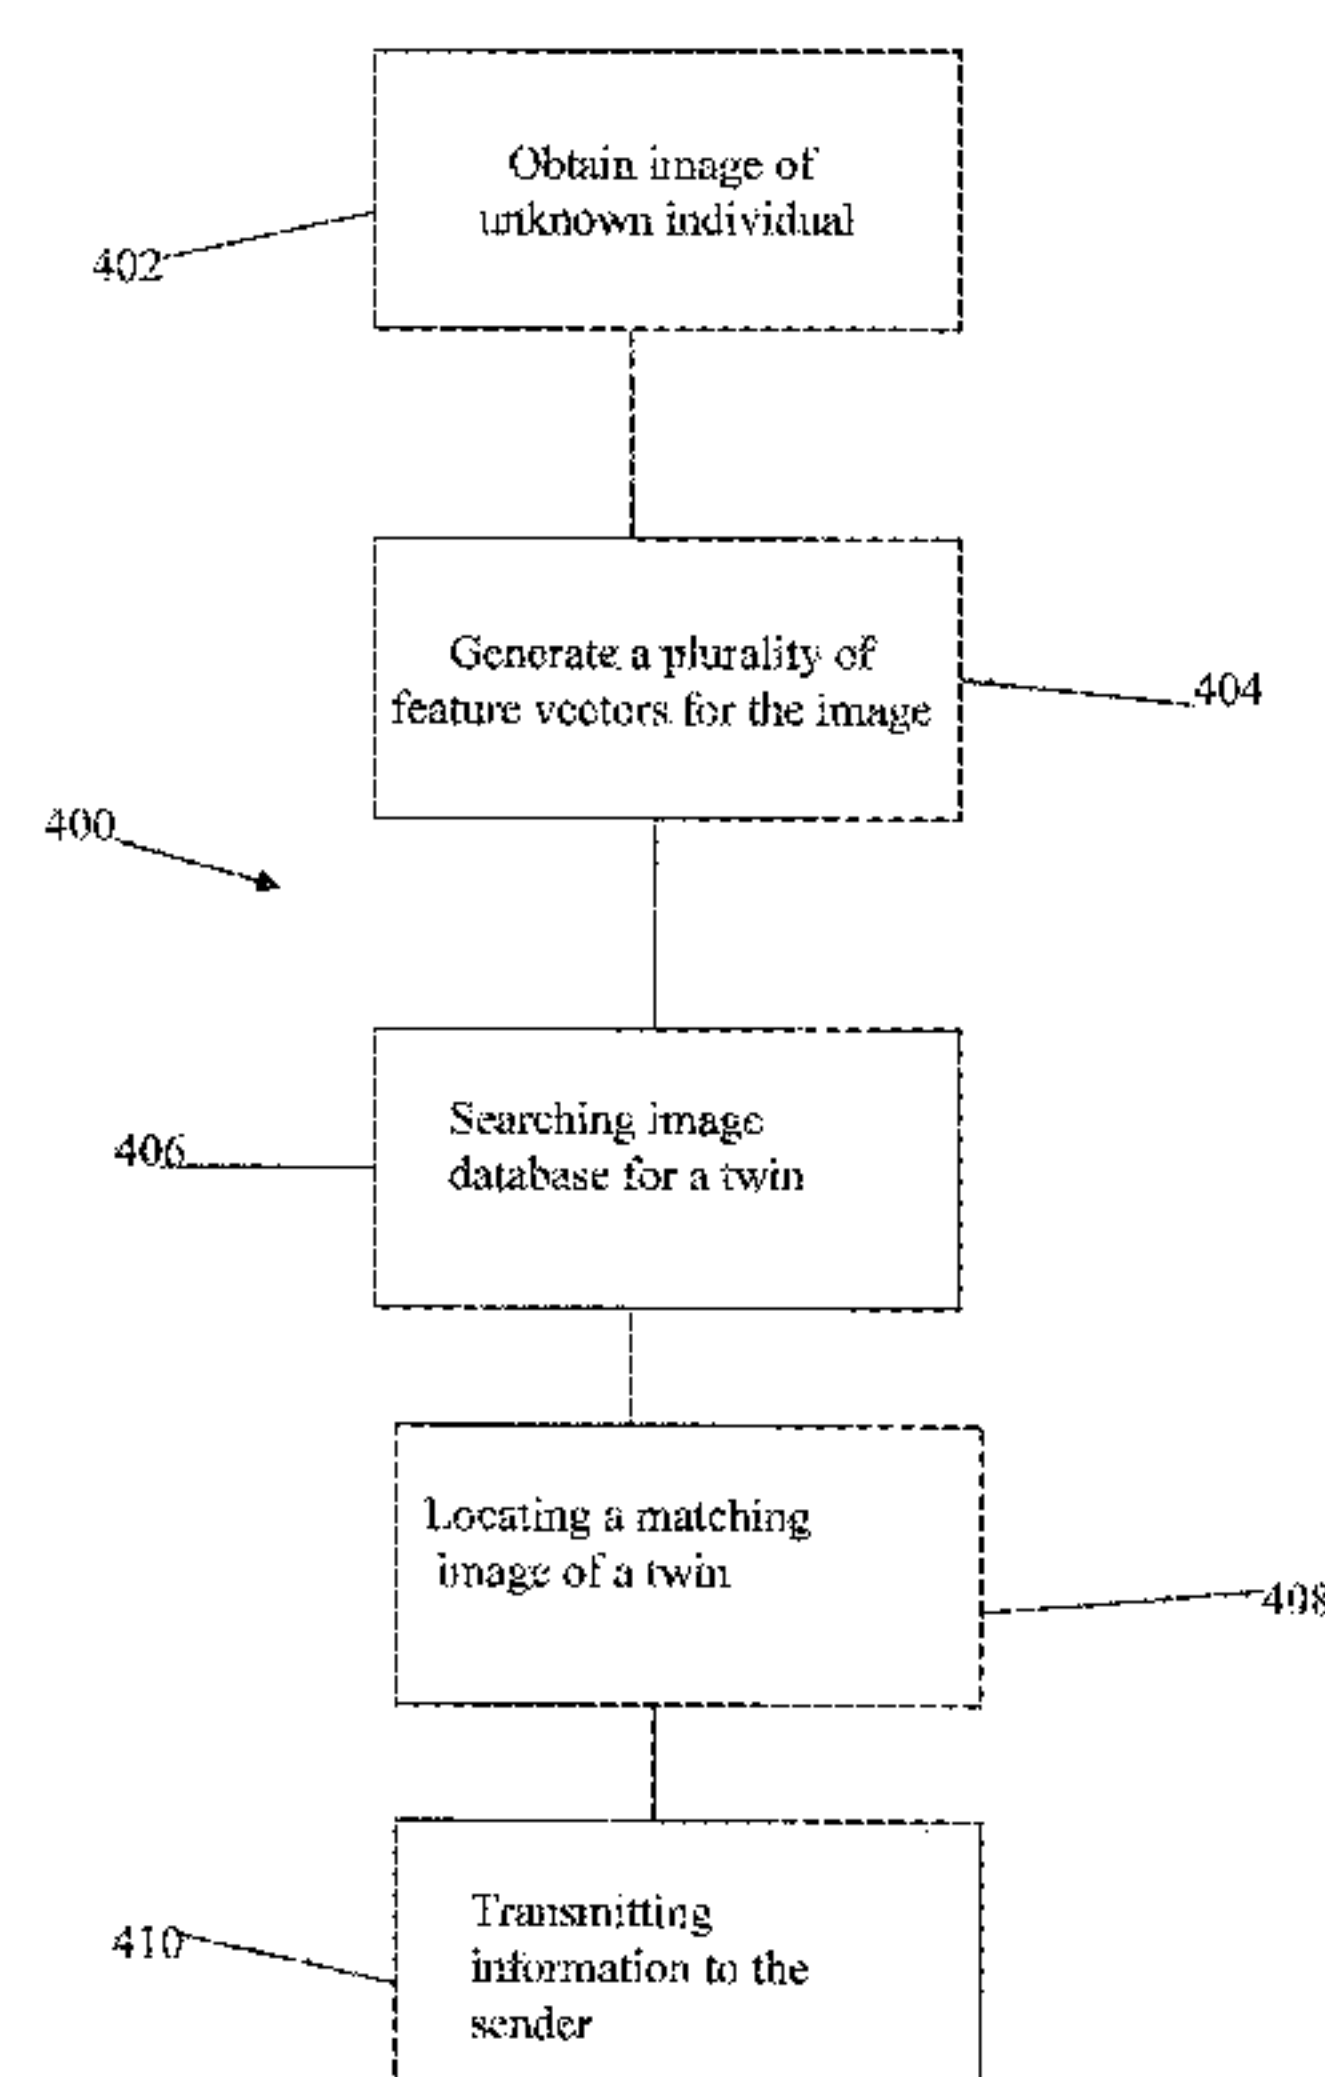 Obtain image of
unknown individual
402
Generate a plurality of
feature vectors for the image
404
400
Searching image
database for a twin
406
Locating a matching
image of a twin
408
Transmitting
information to the
sender
410